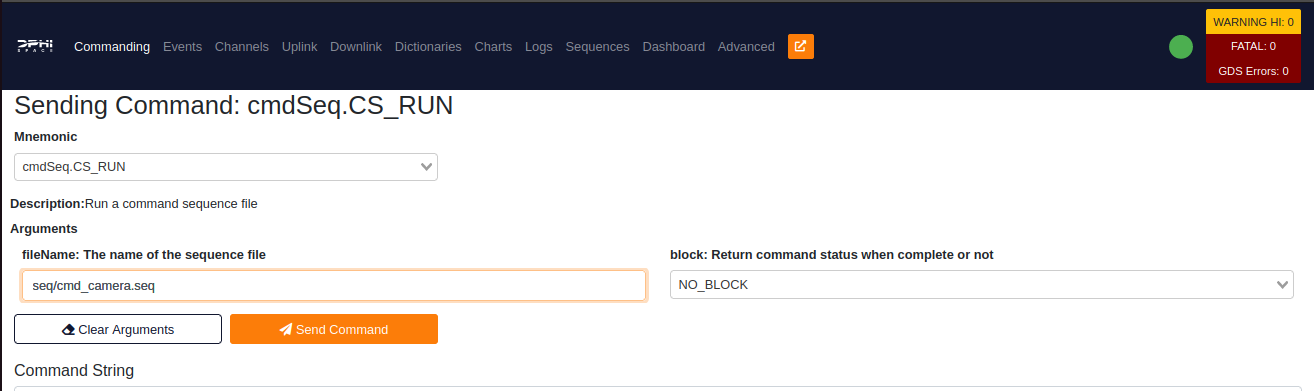 DPHI
SPACE
Commanding Events Channels Uplink Downlink Dictionaries Charts Logs Sequences Dashboard Advanced
WARNING HI: 0
FATAL: 0
GDS Errors: 0
Sending Command: cmdSeq.CS_RUN
Mnemonic
cmdSeq.CS_RUN
Description:Run a command sequence file
Arguments
fileName: The name of the sequence file
seq/cmd_camera.seq
block: Return command status when complete or not
NO_BLOCK
Clear Arguments
Send Command
Command String